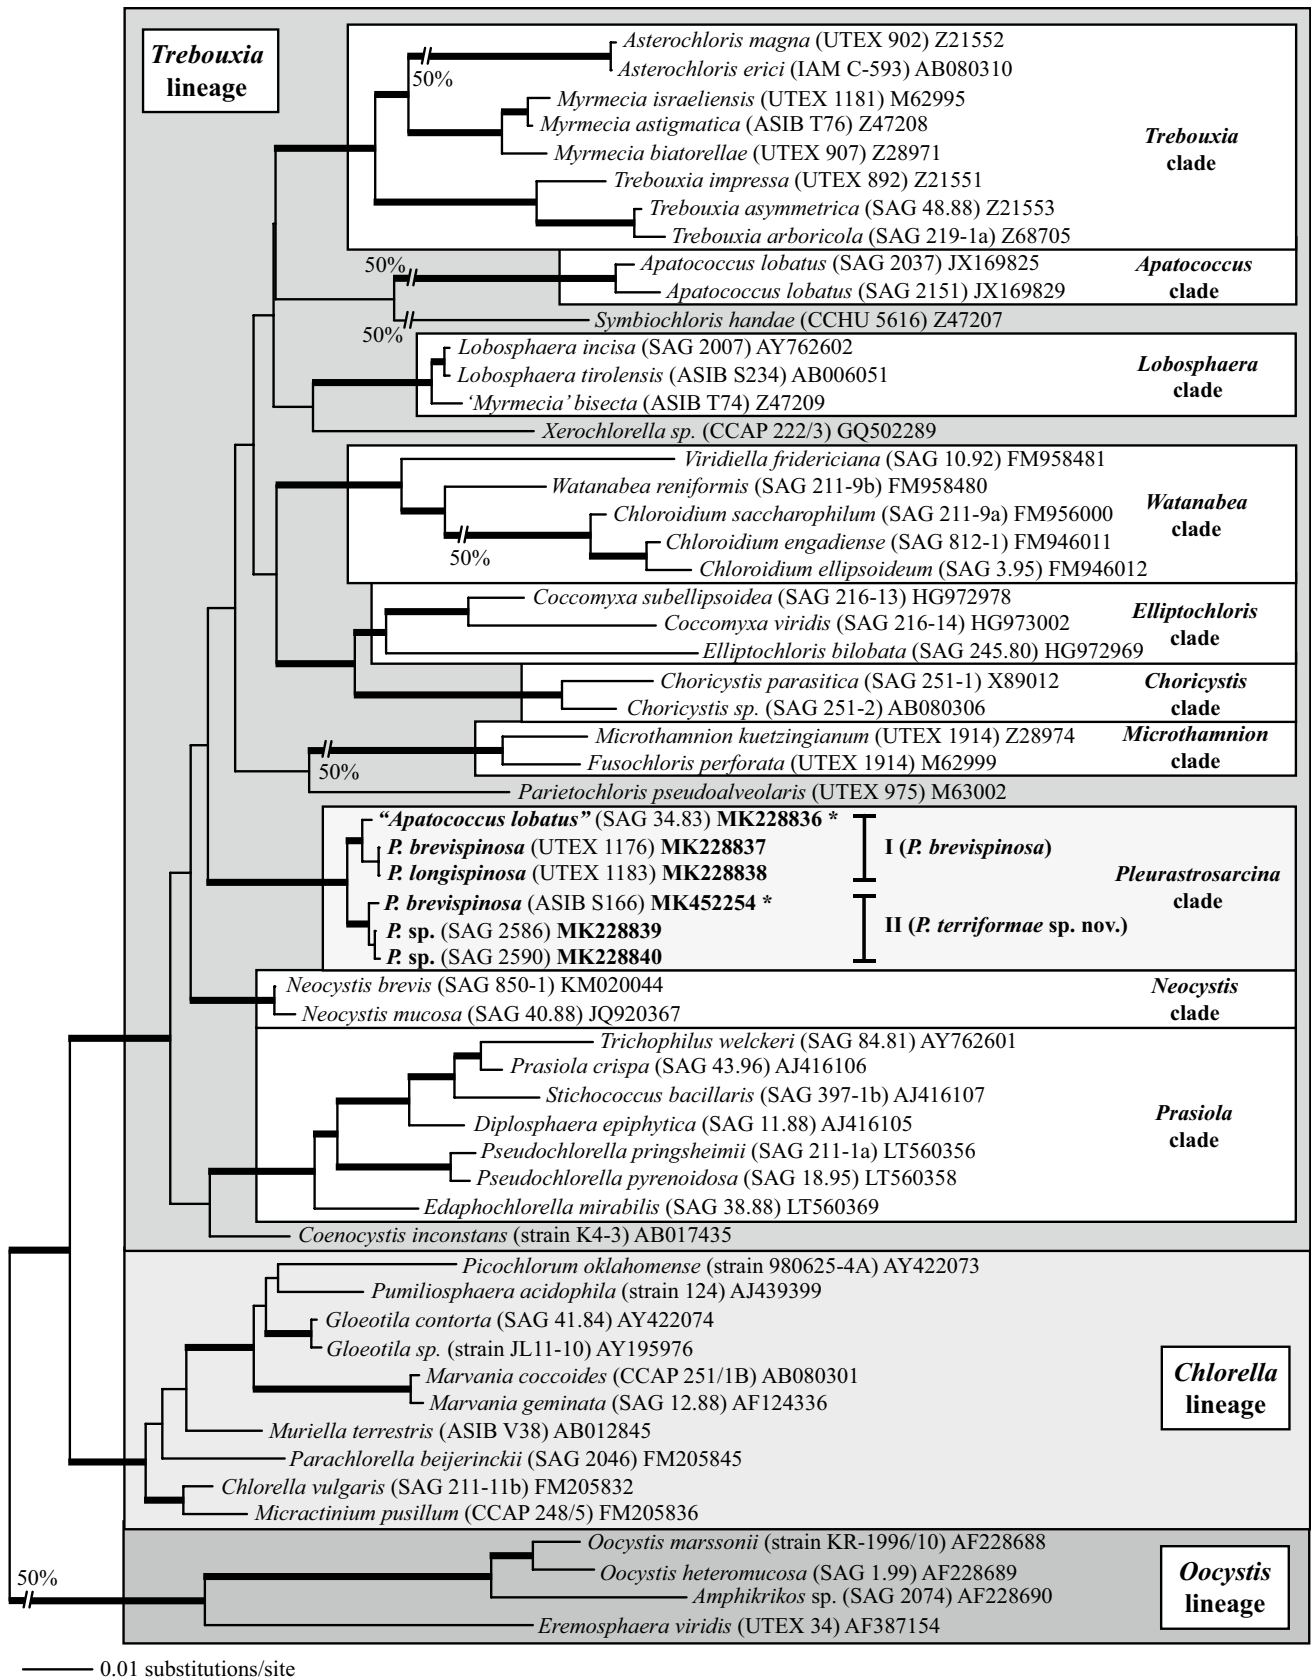 Trebouxia
lineage
50%
Asterochloris magna (UTEX 902) Z21552
Asterochloris erici (IAM C-593) AB080310
Myrmecia israeliensis (UTEX 1181) M62995
Myrmecia astigmatica (ASIB T76) Z47208
Myrmecia biatorellae (UTEX 907) Z28971
Trebouxia impressa (UTEX 892) Z21551
Trebouxia asymmetrica (SAG 48.88) Z21553
Trebouxia arboricola (SAG 219-1a) Z68705
Trebouxia
clade
50%
Apatococcus lobatus (SAG 2037) JX169825
Apatococcus lobatus (SAG 2151) JX169829
Apatococcus
clade
50%
Symbiochloris handae (CCHU 5616) Z47207
Lobosphaera incisa (SAG 2007) AY762602
Lobosphaera tirolensis (ASIB S234) AB006051
‘Myrmecia’ bisecta (ASIB T74) Z47209
Lobosphaera
clade
Xerochlorella sp. (CCAP 222/3) GQ502289
Viridiella fridericiana (SAG 10.92) FM958481
Watanabea reniformis (SAG 211-9b) FM958480
Chloroidium saccharophilum (SAG 211-9a) FM956000
Chloroidium engadiense (SAG 812-1) FM946011
Chloroidium ellipsoideum (SAG 3.95) FM946012
50%
Watanabea
clade
Coccomyxa subellipsoidea (SAG 216-13) HG972978
Coccomyxa viridis (SAG 216-14) HG973002
Elliptochloris bilobata (SAG 245.80) HG972969
Elliptochloris
clade
Choricystis parasitica (SAG 251-1) X89012
Choricystis sp. (SAG 251-2) AB080306
Choricystis
clade
50%
Microthamnion kuetzingianum (UTEX 1914) Z28974
Fusochloris perforata (UTEX 1914) M62999
Microthamnion
clade
Parietochloris pseudoalveolaris (UTEX 975) M63002
“Apatococcus lobatus” (SAG 34.83) MK228836 *
P. brevispinosa (UTEX 1176) MK228837
P. longispinosa (UTEX 1183) MK228838
I (P. brevispinosa)
P. brevispinosa (ASIB S166) MK452254 *
P. sp. (SAG 2586) MK228839
P. sp. (SAG 2590) MK228840
II (P. terriformae sp. nov.)
Pleurastrosarcina
clade
Neocystis brevis (SAG 850-1) KM020044
Neocystis mucosa (SAG 40.88) JQ920367
Neocystis
clade
Trichophilus welckeri (SAG 84.81) AY762601
Prasiola crispa (SAG 43.96) AJ416106
Stichococcus bacillaris (SAG 397-1b) AJ416107
Diplosphaera epiphytica (SAG 11.88) AJ416105
Pseudochlorella pringsheimii (SAG 211-1a) LT560356
Pseudochlorella pyrenoidosa (SAG 18.95) LT560358
Edaphochlorella mirabilis (SAG 38.88) LT560369
Prasiola
clade
Coenocystis inconstans (strain K4-3) AB017435
Picochlorum oklahomense (strain 980625-4A) AY422073
Pumiliosphaera acidophila (strain 124) AJ439399
Gloeotila contorta (SAG 41.84) AY422074
Gloeotila sp. (strain JL11-10) AY195976
Marvania coccoides (CCAP 251/1B) AB080301
Marvania geminata (SAG 12.88) AF124336
Muriella terrestris (ASIB V38) AB012845
Parachlorella beijerinckii (SAG 2046) FM205845
Chlorella vulgaris (SAG 211-11b) FM205832
Micractinium pusillum (CCAP 248/5) FM205836
Chlorella
lineage
50%
Oocystis marssonii (strain KR-1996/10) AF228688
Oocystis heteromucosa (SAG 1.99) AF228689
Amphikrikos sp. (SAG 2074) AF228690
Eremosphaera viridis (UTEX 34) AF387154
Oocystis
lineage
0.01 substitutions/site